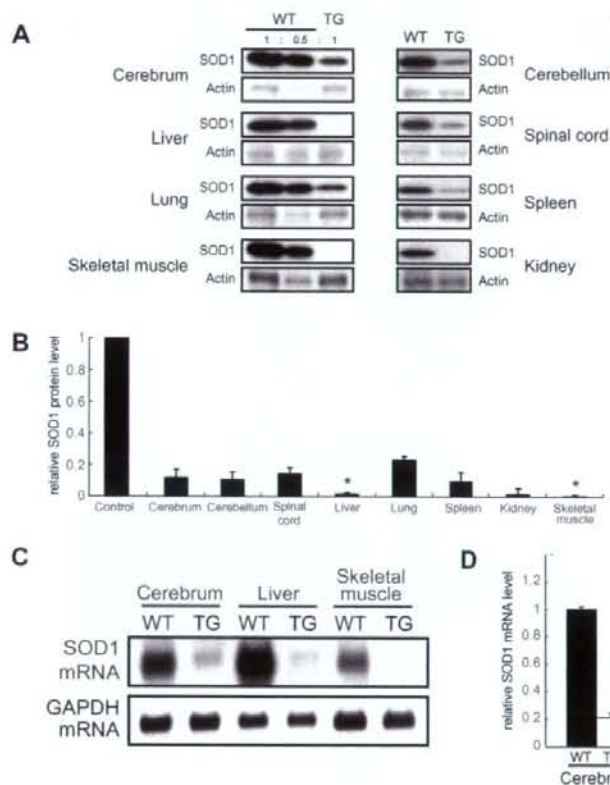 A
WT TG
1 : 0.5 : 1
Cerebrum
SOD1
Actin
Liver
SOD1
Actin
Lung
SOD1
Actin
Skeletal muscle
SOD1
Actin
WT TG
SOD1
Actin
Cerebellum
SOD1
Actin
Spinal cord
SOD1
Actin
Spleen
SOD1
Actin
Kidney
B
relative SOD1 protein level
1
0.8
0.6
0.4
0.2
0
* *
Control Cerebrum Cerebellum Spinal cord Liver Lung Spleen Kidney Skeletal muscle
C
Cerebrum Liver Skeletal muscle
WT TG WT TG WT TG
SOD1 mRNA
GAPDH mRNA
D
relative SOD1 mRNA level
1.2
1
0.8
0.6
0.4
0.2
0
WT T
Cerebr